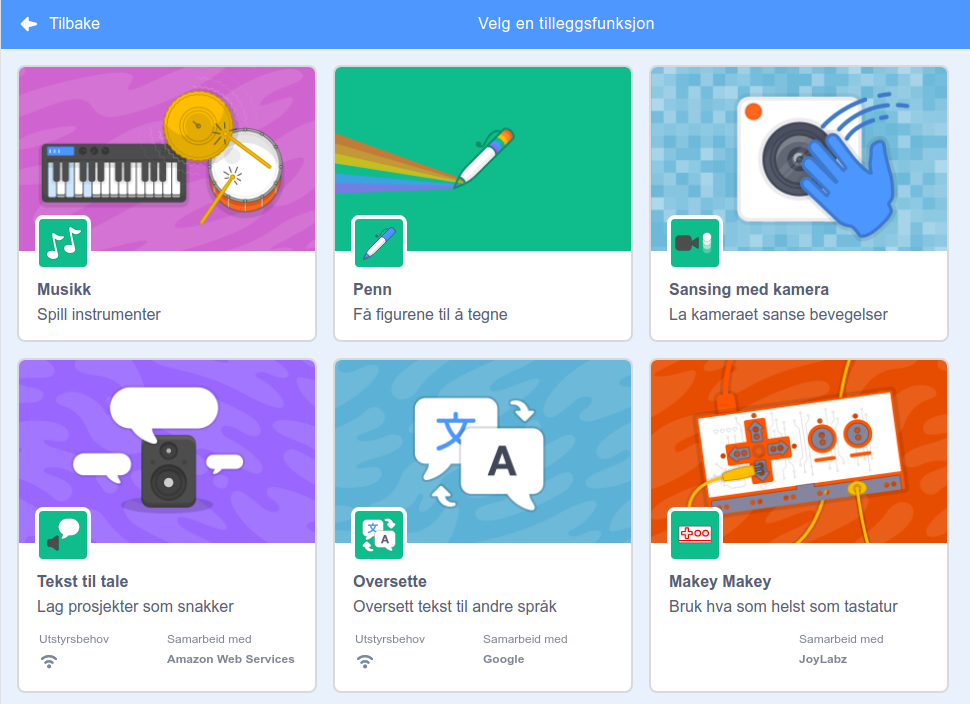 Tilbake
Velg en tilleggsfunksjon
Musikk
Spill instrumenter
Penn
Få figurene til å tegne
Sansing med kamera
La kameraet sanse bevegelser
文
A
文
A
Tekst til tale
Lag prosjekter som snakker
Utstyrsbehov
Samarbeid med
Amazon Web Services
Oversette
Oversett tekst til andre språk
Utstyrsbehov
Samarbeid med
Google
Makey Makey
Bruk hva som helst som tastatur
Samarbeid med
JoyLabz